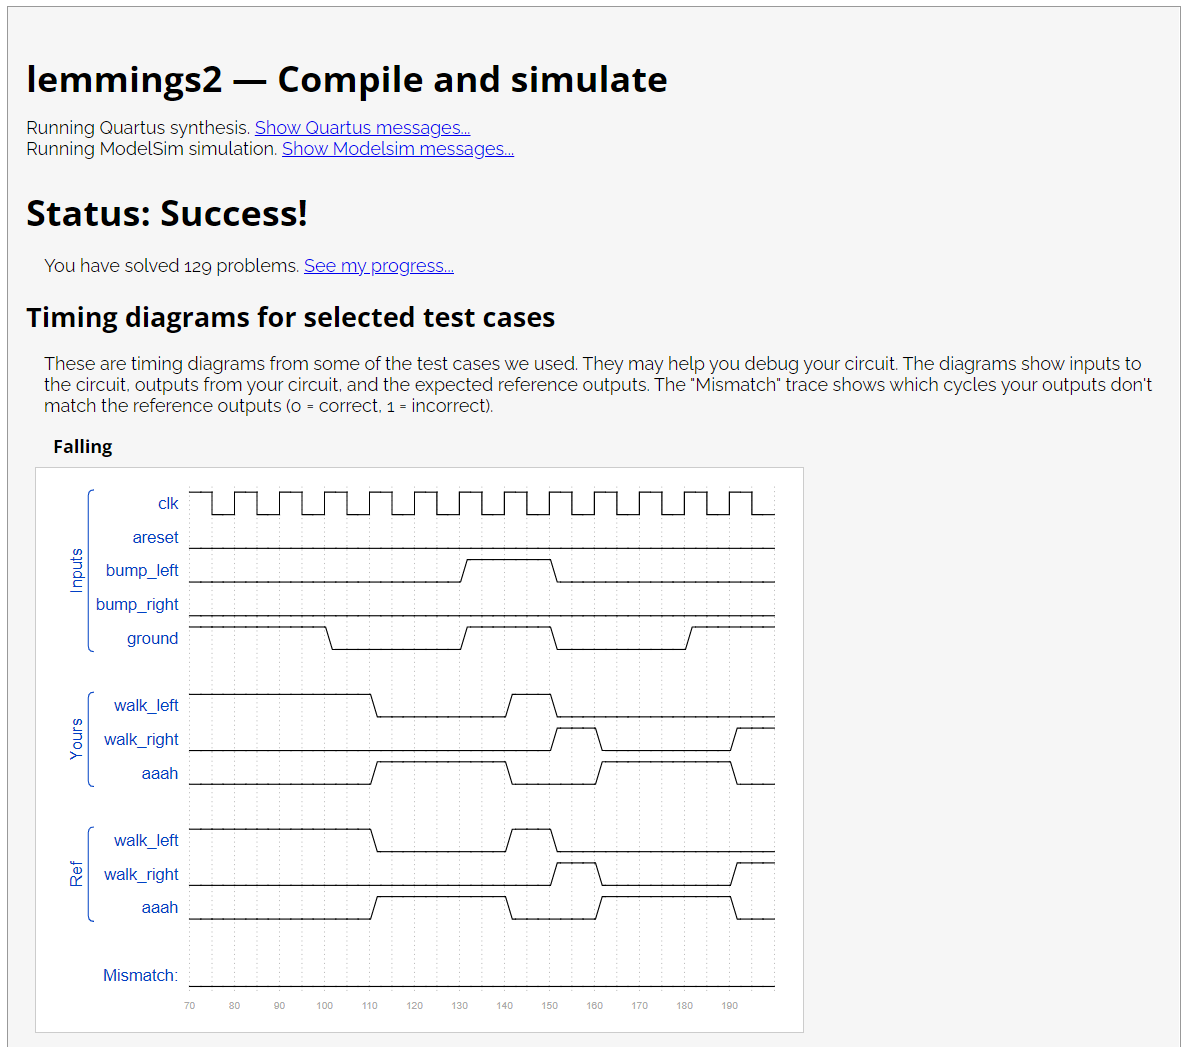 lemmings2 — Compile and simulate
Running Quartus synthesis. Show Quartus messages...
Running ModelSim simulation. Show Modelsim messages...
Status: Success!
You have solved 129 problems. See my progress...
Timing diagrams for selected test cases
These are timing diagrams from some of the test cases we used. They may help you debug your circuit. The diagrams show inputs to
the circuit, outputs from your circuit, and the expected reference outputs. The "Mismatch" trace shows which cycles your outputs don't
match the reference outputs (0 = correct, 1 = incorrect).
Falling
Inputs
clk
areset
bump_left
bump_right
ground
Yours
walk_left
walk_right
aaah
Ref
walk_left
walk_right
aaah
Mismatch:
70 80 90 100 110 120 130 140 150 160 170 180 190